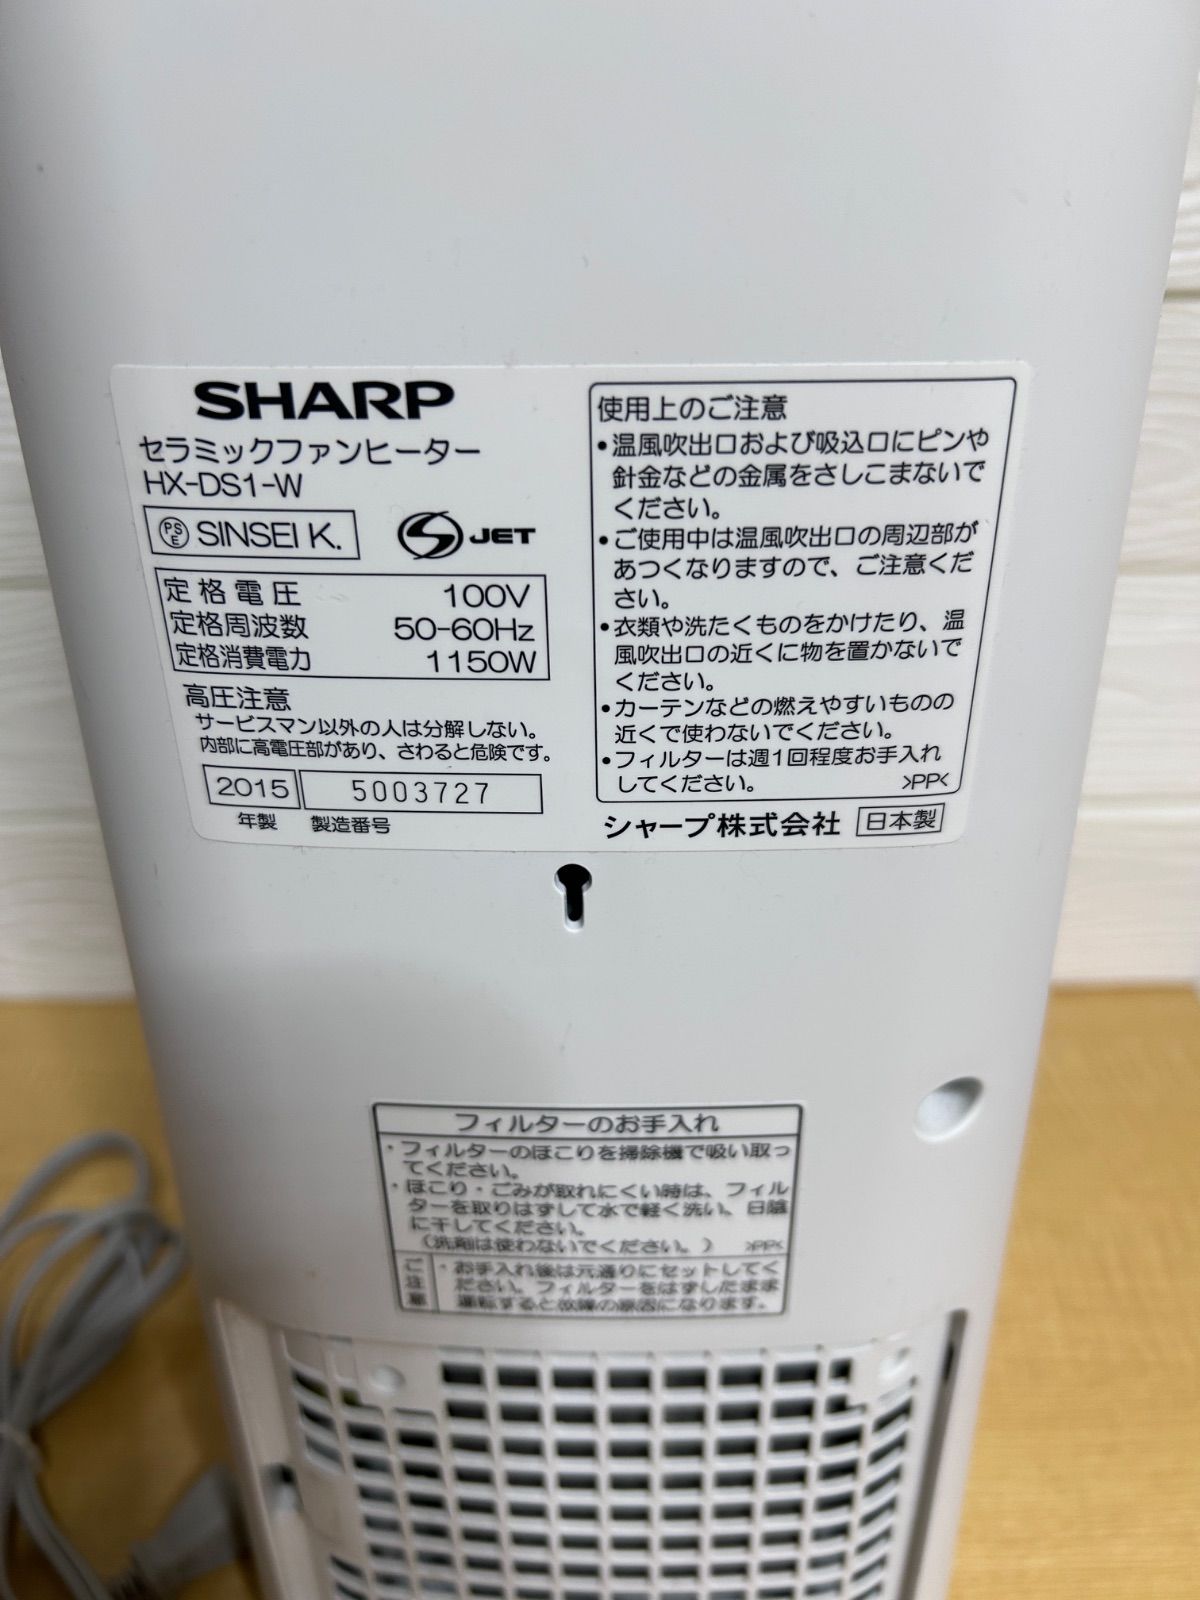 SHARP
セラミックファンヒーター
HX-DS1-W
PSE SINSEI K.
S JET
定格電圧 100V
定格周波数 50-60Hz
定格消費電力 1150W
高圧注意
サービスマン以外の人は分解しない。
内部に高電圧部があり、さわると危険です。
2015 5003727
年製 製造番号
使用上のご注意
•温風吹出口および吸込口にピンや
針金などの金属をさしこまないで
ください。
•ご使用中は温風吹出口の周辺部が
あつくなりますので、ご注意くだ
さい。
•衣類や洗たくものをかけたり、温
風吹出口の近くに物を置かないで
ください。
•カーテンなどの燃えやすいものの
近くで使わないでください。
•フィルターは週1回程度お手入れ
してください。 >PP<
シャープ株式会社 日本製
フィルターのお手入れ
・フィルターのほこりを掃除機で吸い取っ
てください。
・ほこり・ごみが取れにくい時は、フィル
ターを取りはずして水で軽く洗い、日陰
に干してください。
(洗剤は使わないでください。) >PP<
ご注意
・お手入れ後は元通りにセットしてく
ださい。フィルターをはずしたまま
運転すると故障の原因になります。